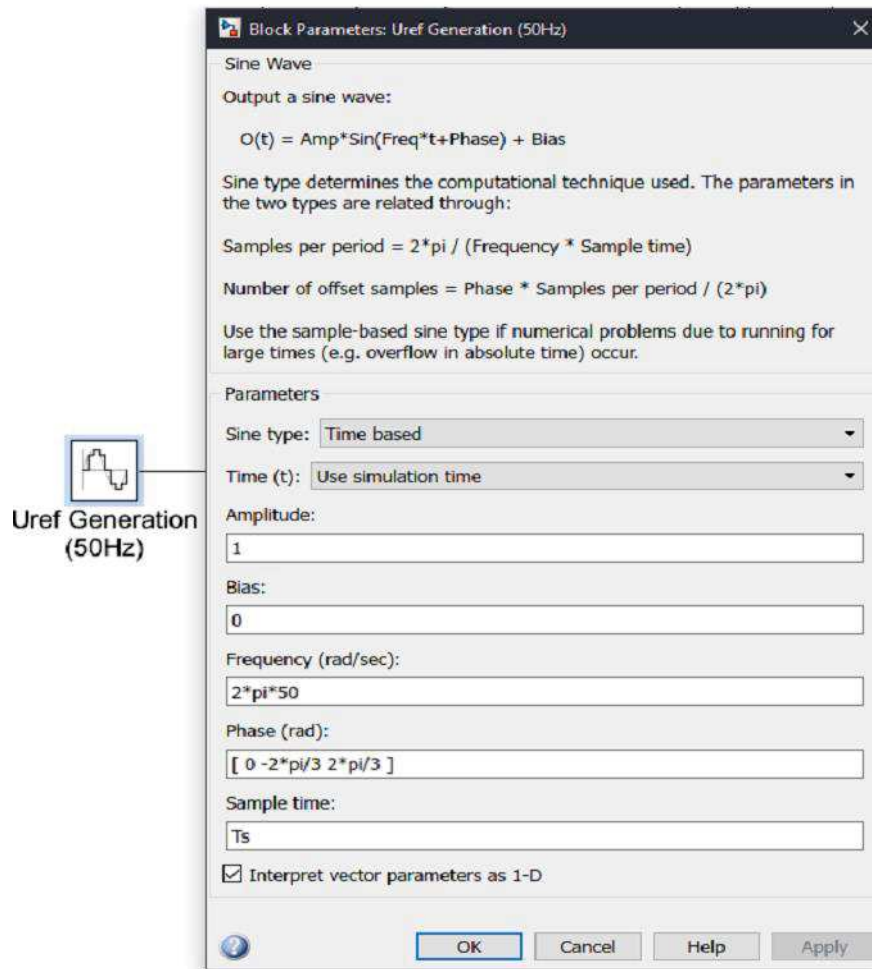 Block Parameters: Uref Generation (50Hz)
Sine Wave
Output a sine wave:
O(t) = Amp*Sin(Freq*t+Phase) + Bias
Sine type determines the computational technique used. The parameters in
the two types are related through:
Samples per period = 2*pi / (Frequency * Sample time)
Number of offset samples = Phase * Samples per period / (2*pi)
Use the sample-based sine type if numerical problems due to running for
large times (e.g. overflow in absolute time) occur.
Parameters
Sine type: Time based
Time (t): Use simulation time
Amplitude:
1
Bias:
0
Frequency (rad/sec):
2*pi*50
Phase (rad):
[ 0 -2*pi/3 2*pi/3 ]
Sample time:
Ts
Interpret vector parameters as 1-D
OK Cancel Help Apply
Uref Generation
(50Hz)